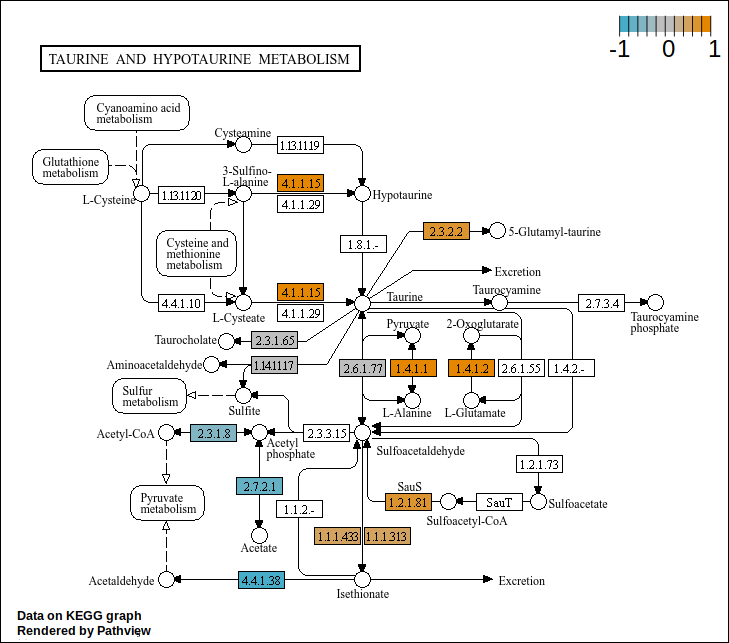 -1 0 1
TAURINE AND HYPOTAURINE METABOLISM
Cyanoamino acid
metabolism
Glutathione
metabolism
Cysteamine
1.13.11.19
3-Sulfino-
L-alanine
4.1.1.15
L-Cysteine
1.13.11.20
4.1.1.29
Hypotaurine
Cysteine and
methionine
metabolism
1.8.1.-
2.3.2.2
5-Glutamyl-taurine
Excretion
4.4.1.10
L-Cysteate
4.1.1.15
4.1.1.29
Taurine
Taurocyamine
2.7.3.4
Taurocyamine
phosphate
Taurocholate
2.3.1.65
Pyruvate
2-Oxoglutarate
Aminoacetaldehyde
1.14.11.17
2.6.1.77
1.4.1.1
1.4.1.2
2.6.1.55
1.4.2.-
Sulfur
metabolism
Sulfite
L-Alanine
L-Glutamate
Acetyl-CoA
2.3.1.8
Acetyl
phosphate
2.3.3.15
Sulfoacetaldehyde
1.2.1.73
Pyruvate
metabolism
2.7.2.1
SauS
1.2.1.81
SauT
Sulfoacetate
Sulfoacetyl-CoA
1.1.2.-
Acetate
1.1.1.433
1.1.1.313
Acetaldehyde
4.4.1.38
Isethionate
Excretion
Data on KEGG graph
Rendered by Pathview